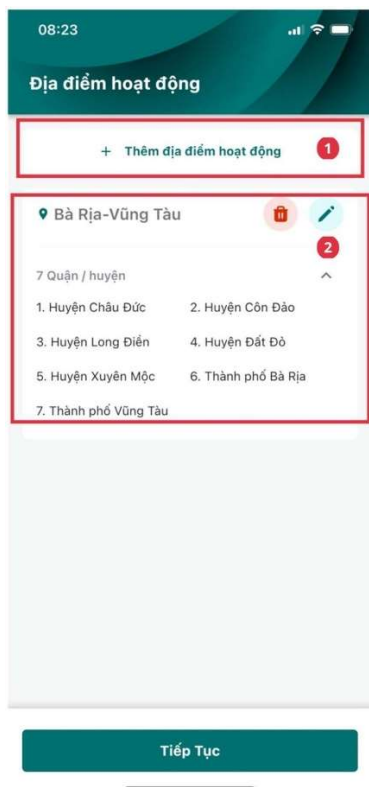 08:23
Địa điểm hoạt động
+ Thêm địa điểm hoạt động 1
Bà Rịa-Vũng Tàu
2
7 Quận / huyện
1. Huyện Châu Đức 2. Huyện Côn Đảo
3. Huyện Long Điền 4. Huyện Đất Đỏ
5. Huyện Xuyên Mộc 6. Thành phố Bà Rịa
7. Thành phố Vũng Tàu
Tiếp Tục